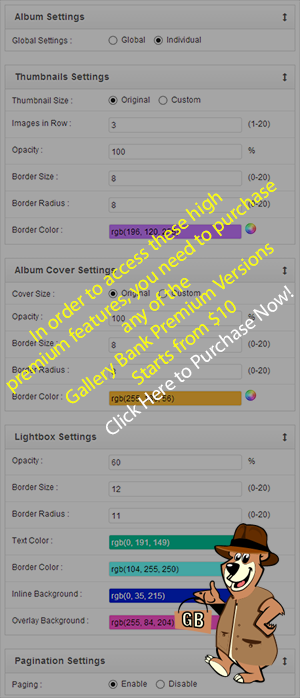 Album Settings
Global Settings : Global Individual
Thumbnails Settings
Thumbnail Size : Original Custom
Images in Row : 3 (1-20)
Opacity : 100 %
Border Size : 8 (0-20)
Border Radius : 8 (0-20)
Border Color : rgb(196, 120,
In order to access these high
premium features, you need to purchase
any of the
Gallery Bank Premium Versions
Starts from $10
Click Here to Purchase Now!
Album Cover Settings
Cover Size : Original Custom
Opacity : 100 %
Border Size : 8 (0-20)
Border Radius : (0-20)
Border Color : rgb(255,
Lightbox Settings
Opacity : 60 %
Border Size : 12 (0-20)
Border Radius : 11 (0-20)
Text Color : rgb(0, 191, 149)
Border Color : rgb(104, 255, 250)
Inline Background : rgb(0, 35, 215)
Overlay Background : rgb(255, 84, 204)
GB
Pagination Settings
Paging : Enable Disable